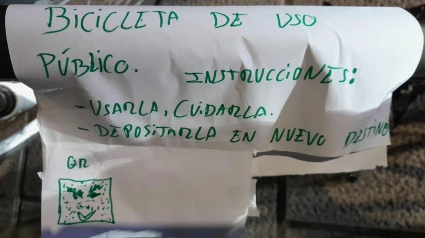 BICICLETA DE USO
PÚBLICO. INSTRUCCIONES:
- USARLA, CUIDARLA.
- DEPOSITARLA EN NUEVO DESTINO
QR